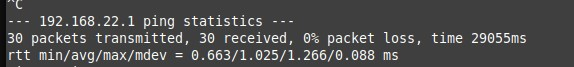 ^C
--- 192.168.22.1 ping statistics ---
30 packets transmitted, 30 received, 0% packet loss, time 29055ms
rtt min/avg/max/mdev = 0.663/1.025/1.266/0.088 ms